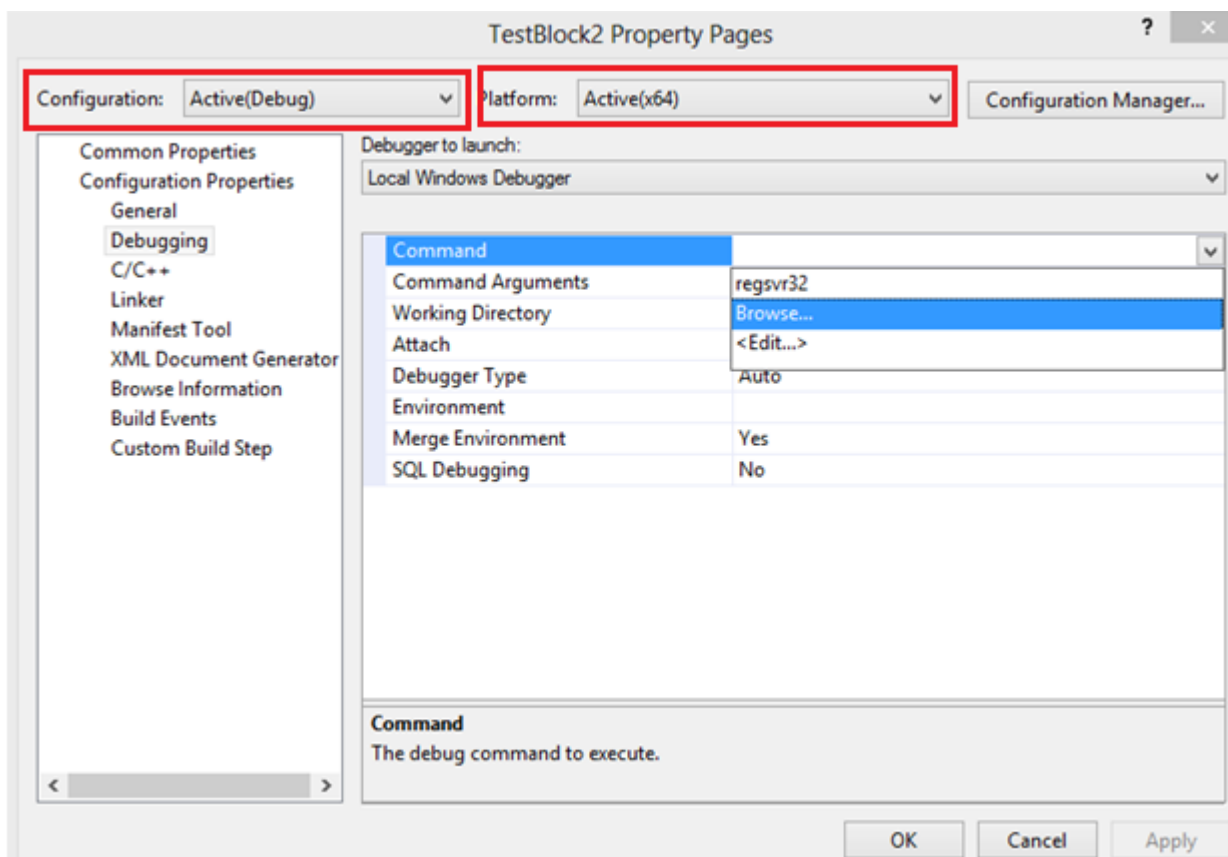 TestBlock2 Property Pages
?
Configuration: Active(Debug) Platform: Active(x64) Configuration Manager...
Common Properties
Configuration Properties
General
Debugging
C/C++
Linker
Manifest Tool
XML Document Generator
Browse Information
Build Events
Custom Build Step
Debugger to launch:
Local Windows Debugger
Command
regsvr32
Browse...
<Edit...>
Command Arguments
Working Directory
Attach
Debugger Type Auto
Environment
Merge Environment Yes
SQL Debugging No
Command
The debug command to execute.
OK Cancel Apply